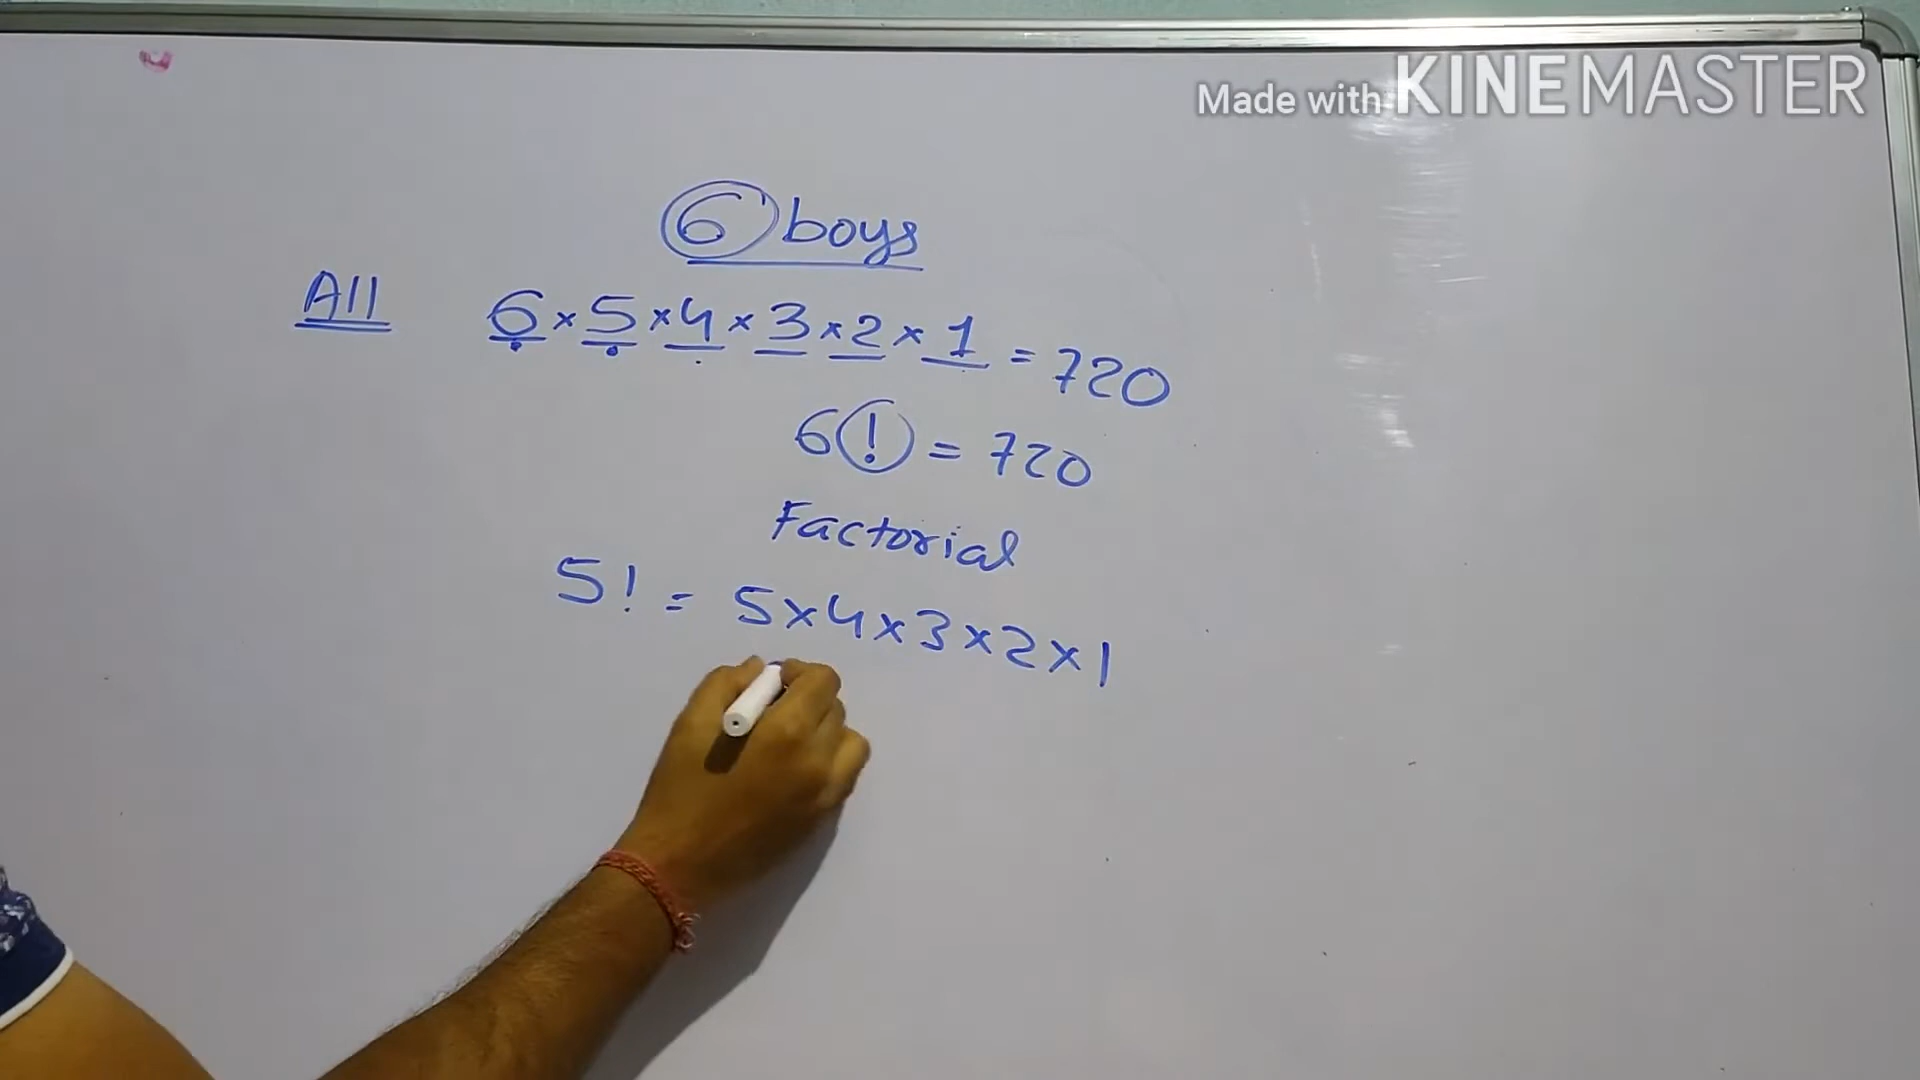 Made with KINEMASTER
6 boys
All 6 × 5 × 4 × 3 × 2 × 1 = 720
6! = 720
Factorial
5! = 5×4×3×2×1